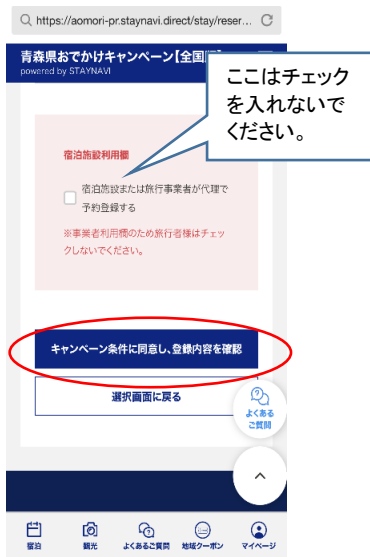 https://aomori-pr.staynavi.direct/stay/reser...
青森県おでかけキャンペーン【全国
powered by STAYNAVI
ここはチェック
を入れないで
ください。
宿泊施設利用欄
宿泊施設または旅行事業者が代理で
予約登録する
※事業者利用欄のため旅行者様はチェッ
クしないでください。
キャンペーン条件に同意し、登録内容を確認
選択画面に戻る
よくある
ご質問
宿泊
観光
よくあるご質問
地域クーポン
マイページ